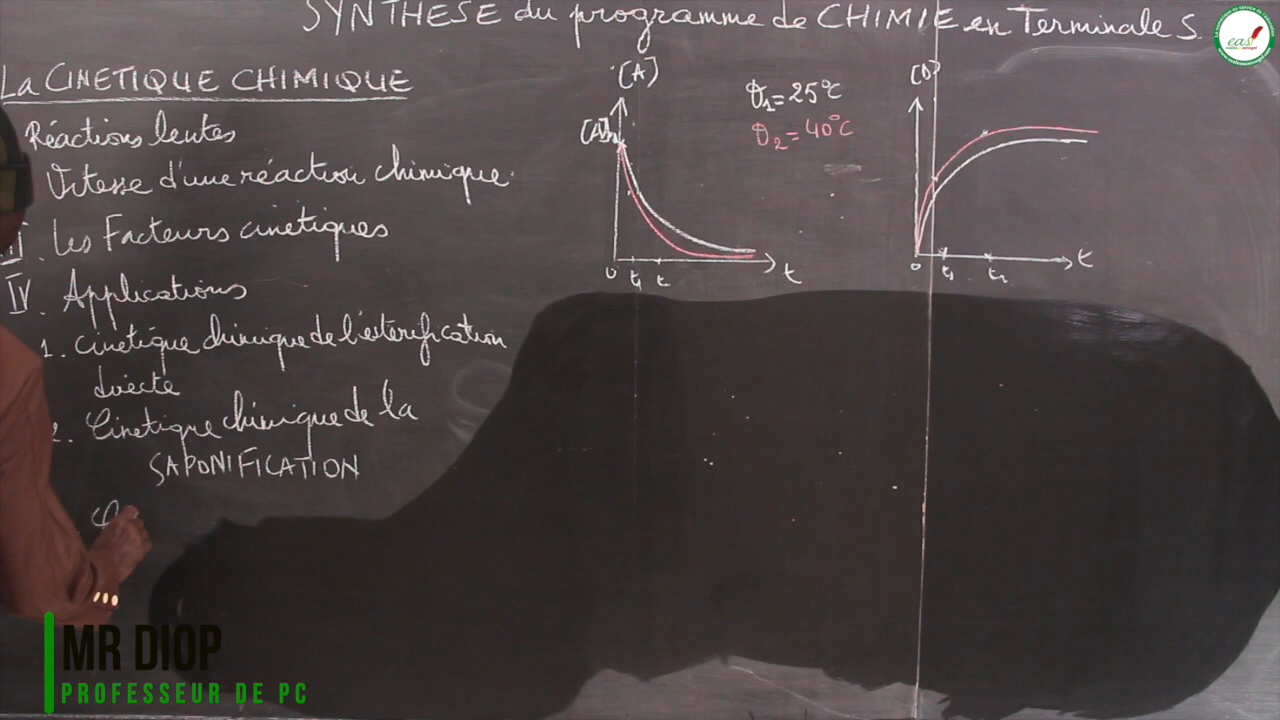 SYNTHESE du programme de CHIMIE en Terminale S.
La CINETIQUE CHIMIQUE
Réactions lentes
Vitesse d'une réaction chimique
III. Les Facteurs cinétiques
IV. Applications
1. Cinétique chimique de l'estérification
directe
2. Cinétique chimique de la
SAPONIFICATION
[A]
[A]₀
0 t₁ t
t
θ₁ = 25°C
θ₂ = 40°C
[D]
0 t₁ t₂
t
eas
MR DIOP
PROFESSEUR DE PC